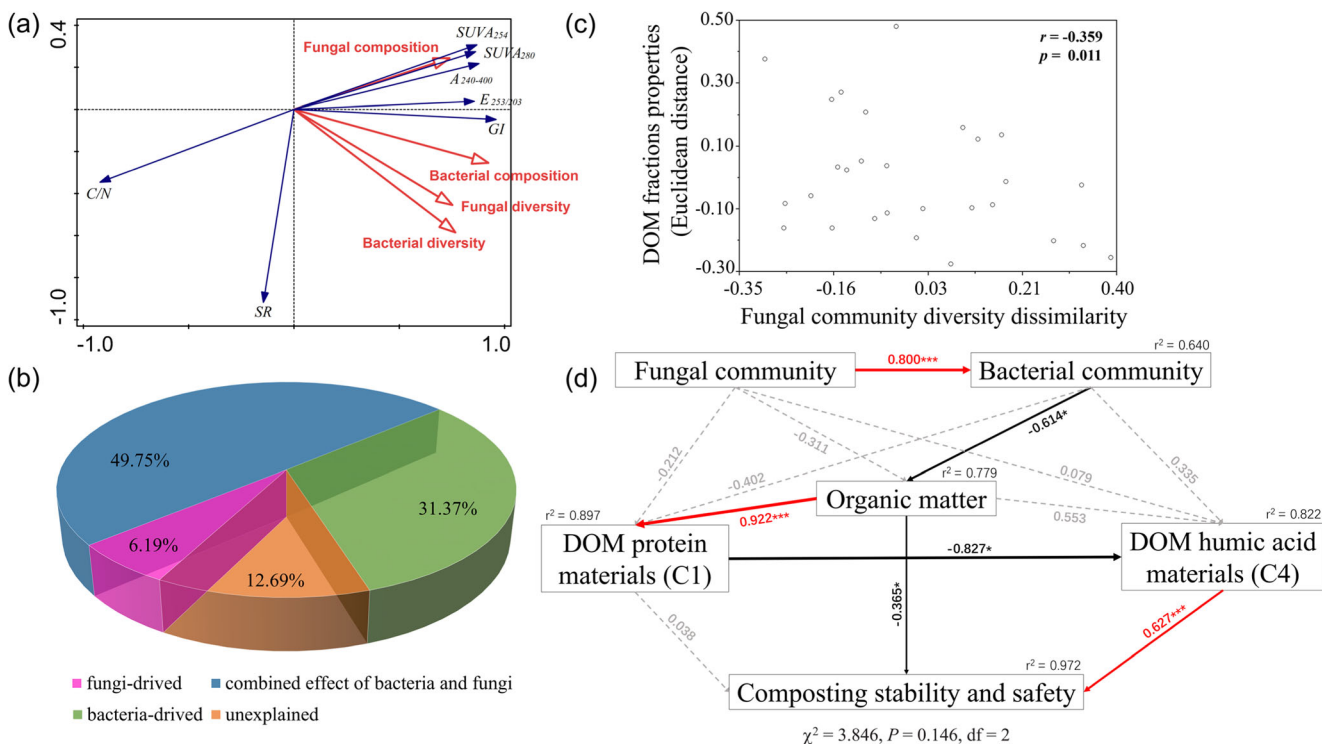 (a)
0.4
-1.0
-1.0
1.0
SUVA254
SUVA280
Fungal composition
A240-400
E253/203
GI
Bacterial composition
Fungal diversity
Bacterial diversity
C/N
SR
(c)
DOM fractions properties
(Euclidean distance)
0.50
0.30
0.10
-0.10
-0.30
r = -0.359
p = 0.011
-0.35
-0.16
0.03
0.21
0.40
Fungal community diversity dissimilarity
(b)
49.75%
31.37%
6.19%
12.69%
fungi-drived
combined effect of bacteria and fungi
bacteria-drived
unexplained
(d)
Fungal community
0.800***
r² = 0.640
Bacterial community
-0.614*
-0.212
-0.311
-0.402
0.079
0.335
r² = 0.779
Organic matter
0.922***
0.553
r² = 0.897
DOM protein
materials (C1)
-0.827*
r² = 0.822
DOM humic acid
materials (C4)
0.038
-0.365*
0.627***
r² = 0.972
Composting stability and safety
χ² = 3.846, P = 0.146, df = 2